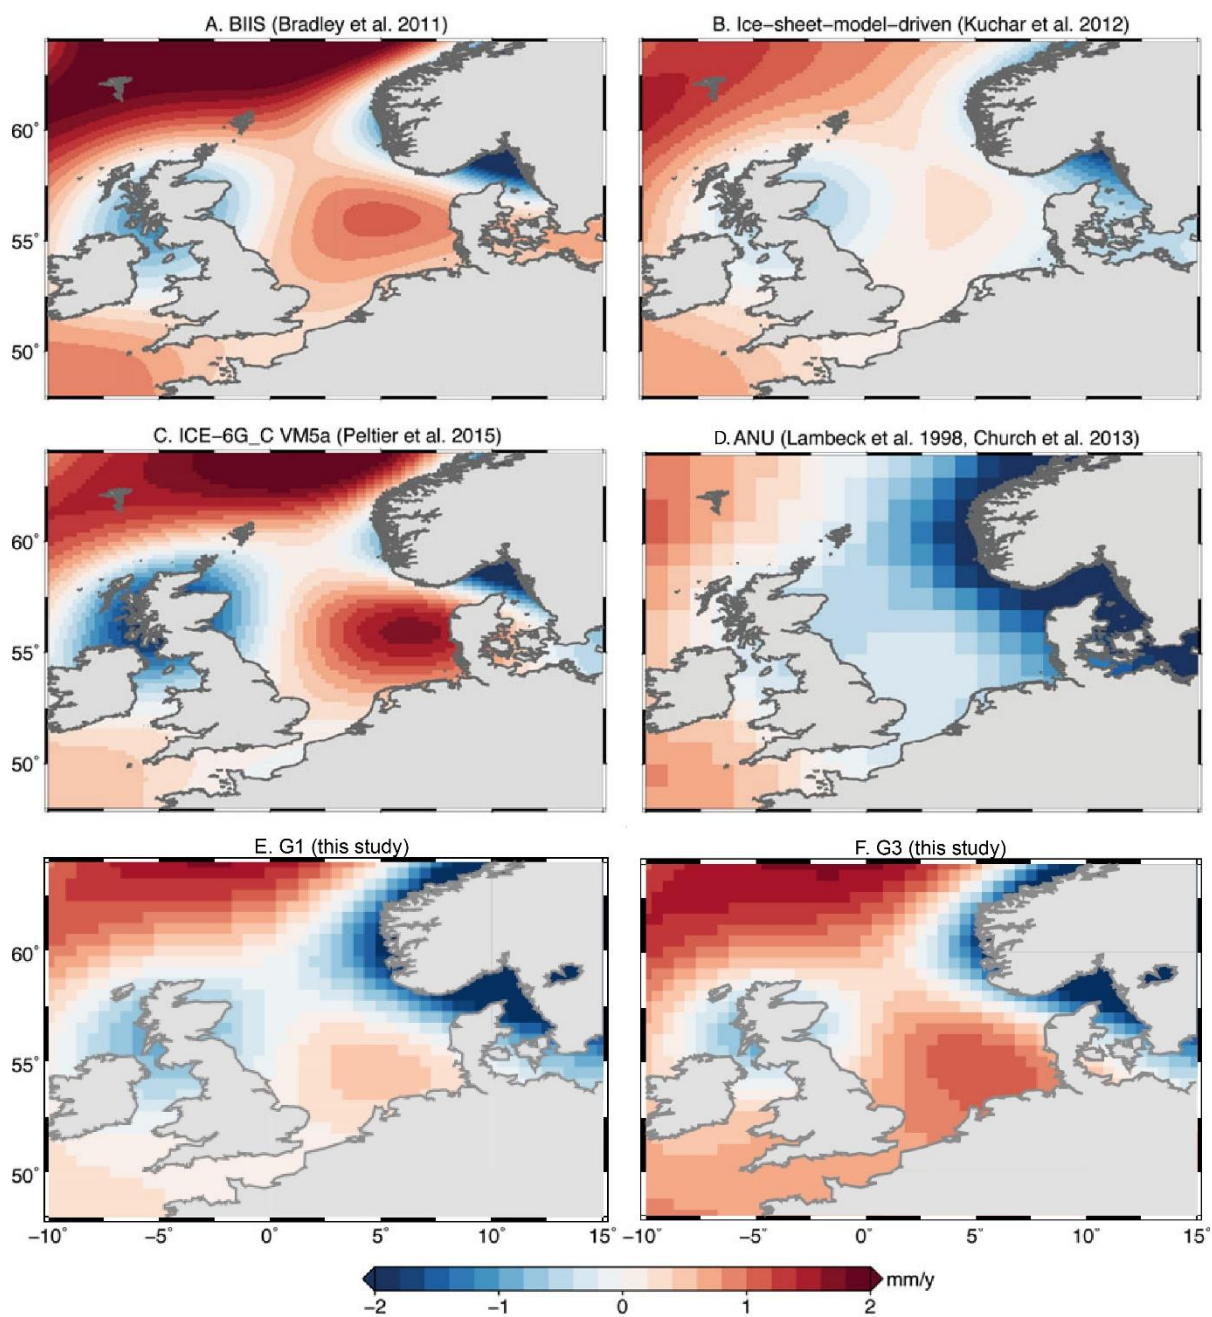 A. BIIS (Bradley et al. 2011)
B. Ice−sheet−model−driven (Kuchar et al. 2012)
60°
55°
50°
C. ICE−6G_C VM5a (Peltier et al. 2015)
D. ANU (Lambeck et al. 1998, Church et al. 2013)
60°
55°
50°
E. G1 (this study)
F. G3 (this study)
60°
55°
50°
−10° −5° 0° 5° 10° 15°
−10° −5° 0° 5° 10° 15°
mm/y
−2 −1 0 1 2